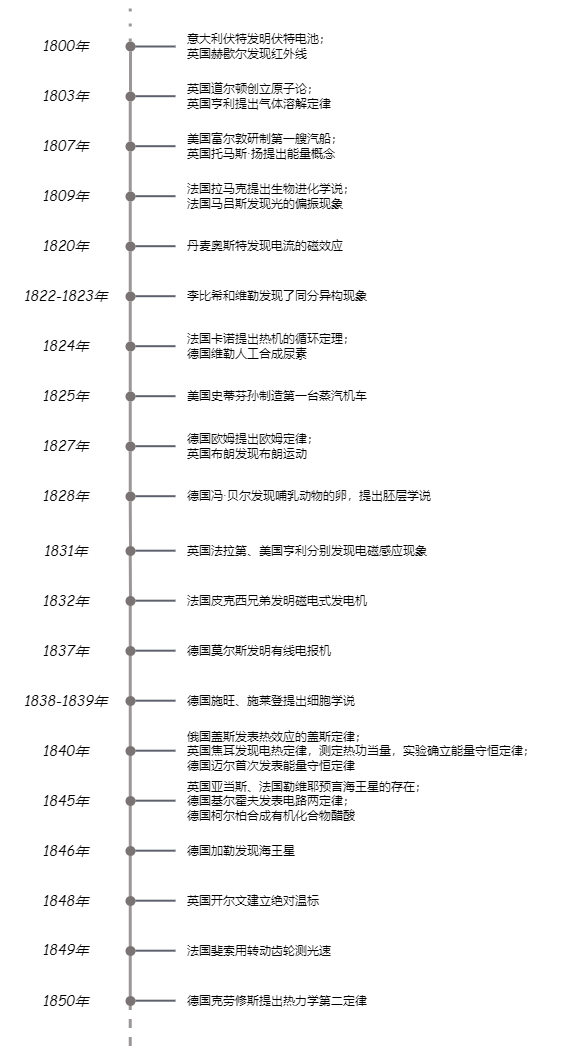 1800年
意大利伏特发明伏特电池；
英国赫歇尔发现红外线
1803年
英国道尔顿创立原子论；
英国亨利提出气体溶解定律
1807年
美国富尔敦研制第一艘汽船；
英国托马斯·扬提出能量概念
1809年
法国拉马克提出生物进化学说；
法国马吕斯发现光的偏振现象
1820年
丹麦奥斯特发现电流的磁效应
1822-1823年
李比希和维勒发现了同分异构现象
1824年
法国卡诺提出热机的循环定理；
德国维勒人工合成尿素
1825年
美国史蒂芬孙制造第一台蒸汽机车
1827年
德国欧姆提出欧姆定律；
英国布朗发现布朗运动
1828年
德国冯·贝尔发现哺乳动物的卵，提出胚层学说
1831年
英国法拉第、美国亨利分别发现电磁感应现象
1832年
法国皮克西兄弟发明磁电式发电机
1837年
德国莫尔斯发明有线电报机
1838-1839年
德国施旺、施莱登提出细胞学说
1840年
俄国盖斯发表热效应的盖斯定律；
英国焦耳发现电热定律，测定热功当量，实验确立能量守恒定律；
德国迈尔首次发表能量守恒定律
1845年
英国亚当斯、法国勒维耶预言海王星的存在；
德国基尔霍夫发表电路两定律；
德国柯尔柏合成有机化合物醋酸
1846年
德国加勒发现海王星
1848年
英国开尔文建立绝对温标
1849年
法国斐索用转动齿轮测光速
1850年
德国克劳修斯提出热力学第二定律